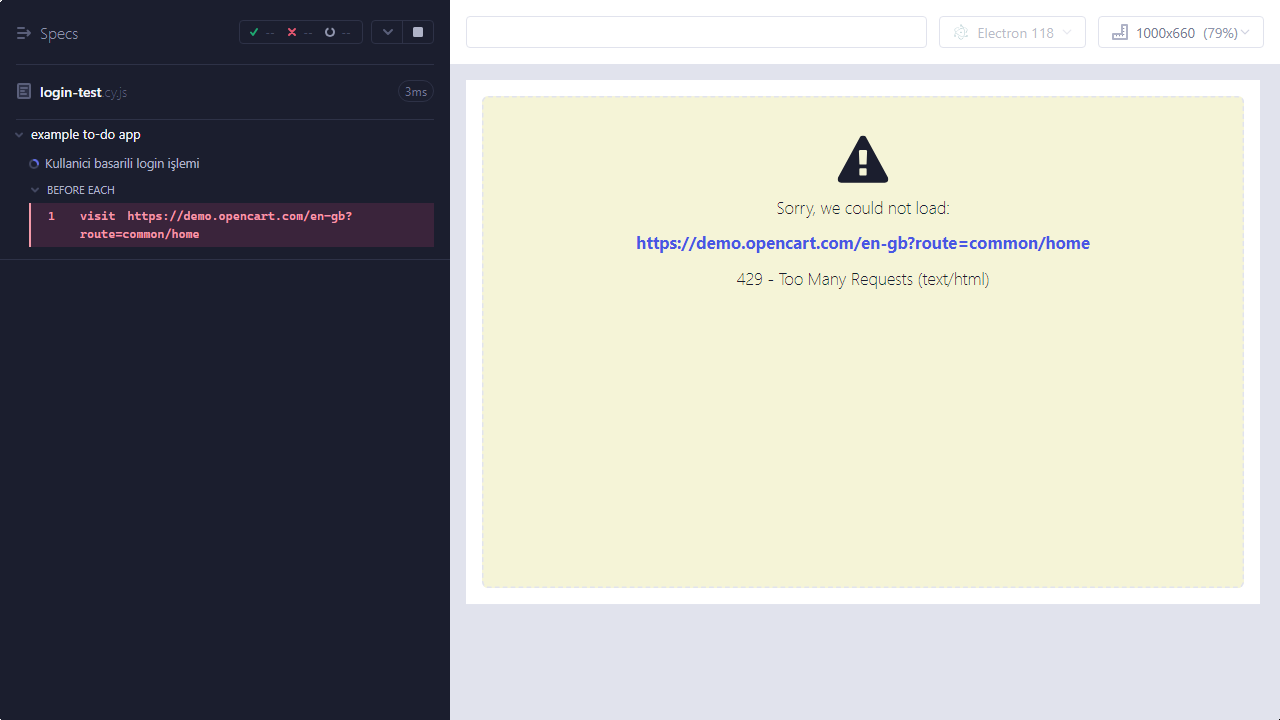 Specs
-- -- --
login-test.cy.js
3ms
example to-do app
Kullanici basarili login işlemi
BEFORE EACH
1 visit https://demo.opencart.com/en-gb?
route=common/home
Electron 118
1000x660 (79%)
Sorry, we could not load:
https://demo.opencart.com/en-gb?route=common/home
429 - Too Many Requests (text/html)